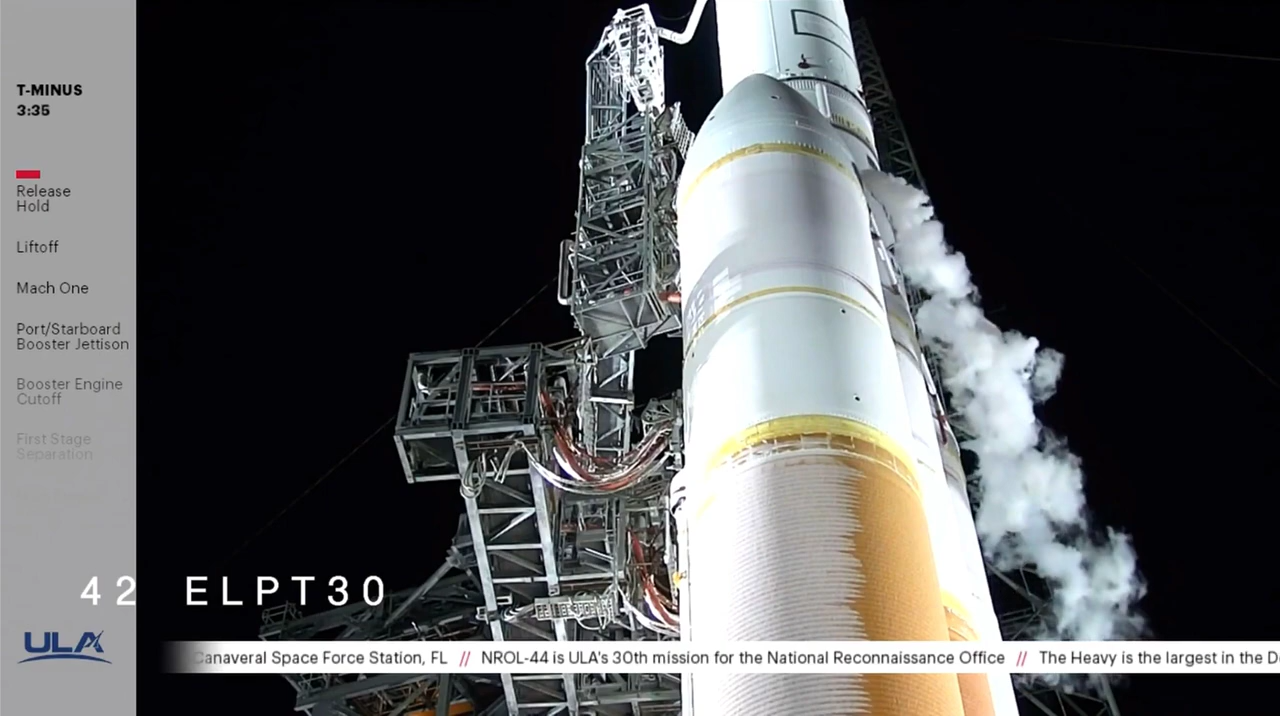 T-MINUS
3:35
Release
Hold
Liftoff
Mach One
Port/Starboard
Booster Jettison
Booster Engine
Cutoff
First Stage
Separation
42 ELPT30
ULA
Canaveral Space Force Station, FL // NROL-44 is ULA's 30th mission for the National Reconnaissance Office // The Heavy is the largest in the De